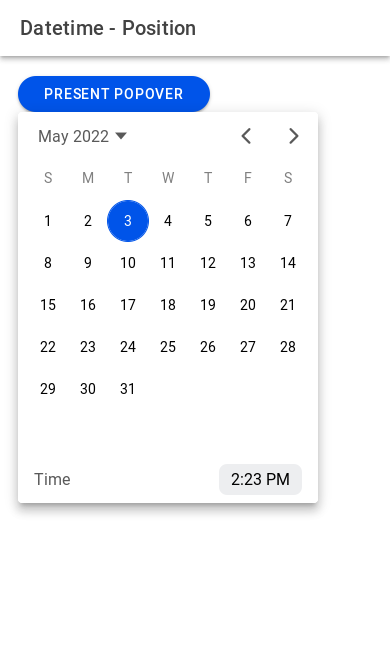 Datetime - Position
PRESENT POPOVER
May 2022
S M T W T F S
1 2 3 4 5 6 7
8 9 10 11 12 13 14
15 16 17 18 19 20 21
22 23 24 25 26 27 28
29 30 31
Time 2:23 PM